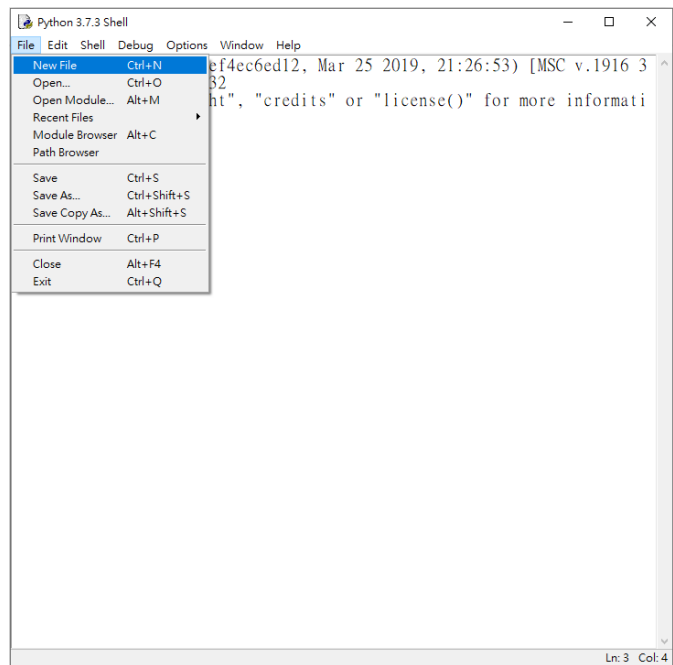 Python 3.7.3 Shell
File Edit Shell Debug Options Window Help
New File Ctrl+N
Open... Ctrl+O
Open Module... Alt+M
Recent Files
Module Browser Alt+C
Path Browser
Save Ctrl+S
Save As... Ctrl+Shift+S
Save Copy As... Alt+Shift+S
Print Window Ctrl+P
Close Alt+F4
Exit Ctrl+Q
ef4ec6ed12, Mar 25 2019, 21:26:53) [MSC v.1916 3
32
ht", "credits" or "license()" for more informati
Ln: 3 Col: 4